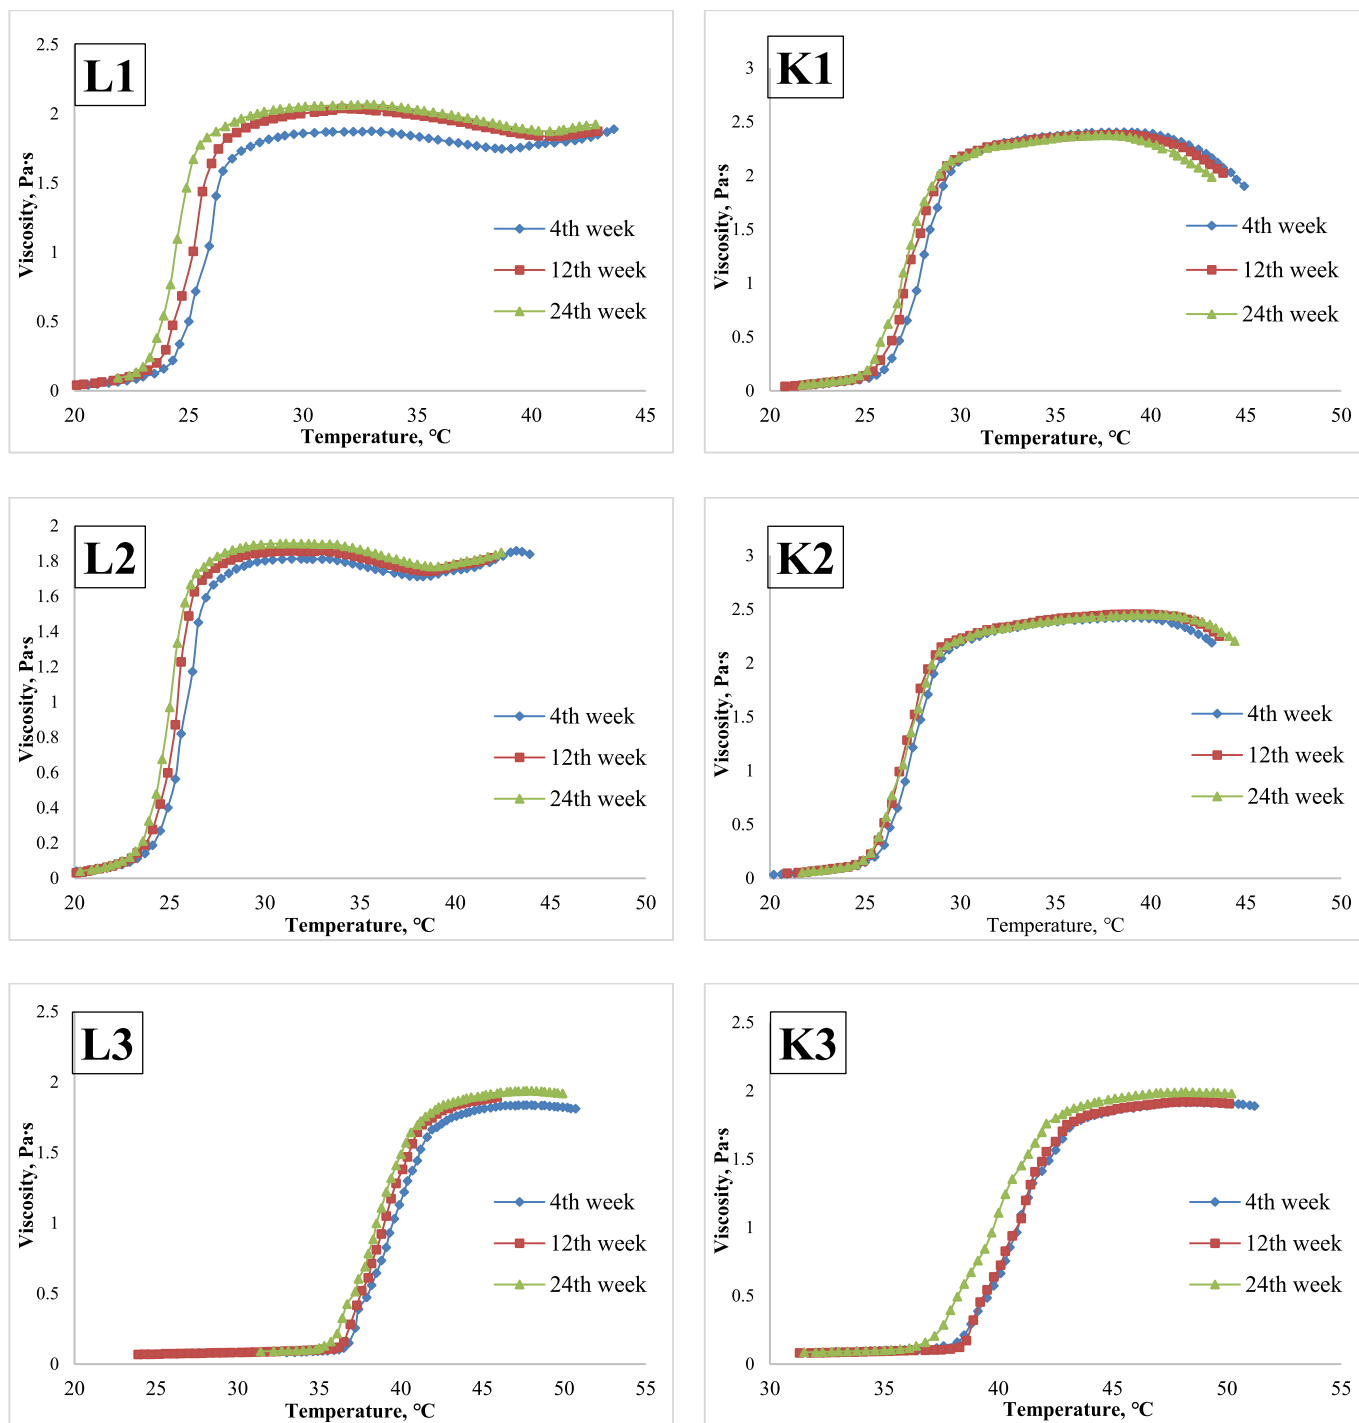 L1
2.5
2
1.5
1
0.5
0
Viscosity, Pa·s
20 25 30 35 40 45
Temperature, °C
4th week
12th week
24th week
K1
3
2.5
2
1.5
1
0.5
0
Viscosity, Pa·s
20 25 30 35 40 45 50
Temperature, °C
4th week
12th week
24th week
L2
2
1.8
1.6
1.4
1.2
1
0.8
0.6
0.4
0.2
0
Viscosity, Pa·s
20 25 30 35 40 45 50
Temperature, °C
4th week
12th week
24th week
K2
3
2.5
2
1.5
1
0.5
0
Viscosity, Pa·s
20 25 30 35 40 45 50
Temperature, °C
4th week
12th week
24th week
L3
2.5
2
1.5
1
0.5
0
Viscosity, Pa·s
20 25 30 35 40 45 50 55
Temperature, °C
4th week
12th week
24th week
K3
2.5
2
1.5
1
0.5
0
Viscosity, Pa·s
30 35 40 45 50 55
Temperature, °C
4th week
12th week
24th week